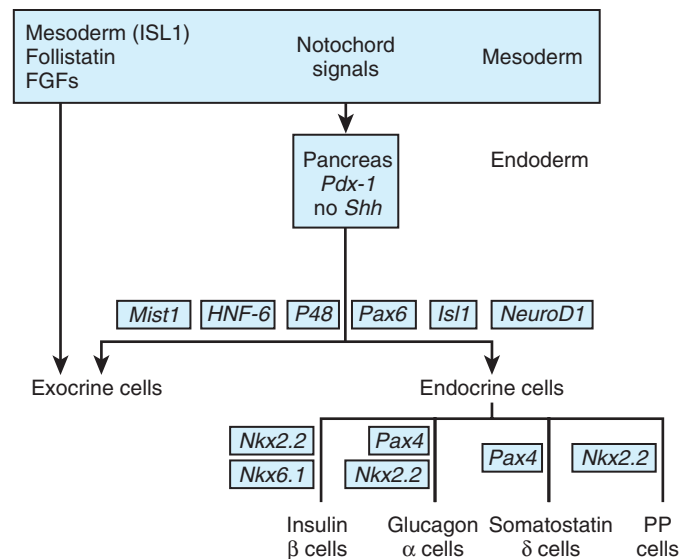 Mesoderm (ISL1)
Follistatin
FGFs
Notochord
signals
Mesoderm
Pancreas
Pdx-1
no Shh
Endoderm
Mist1 HNF-6 P48 Pax6 Isl1 NeuroD1
Exocrine cells
Endocrine cells
Nkx2.2
Nkx6.1
Pax4
Nkx2.2
Pax4
Nkx2.2
Insulin
β cells
Glucagon
α cells
Somatostatin
δ cells
PP
cells